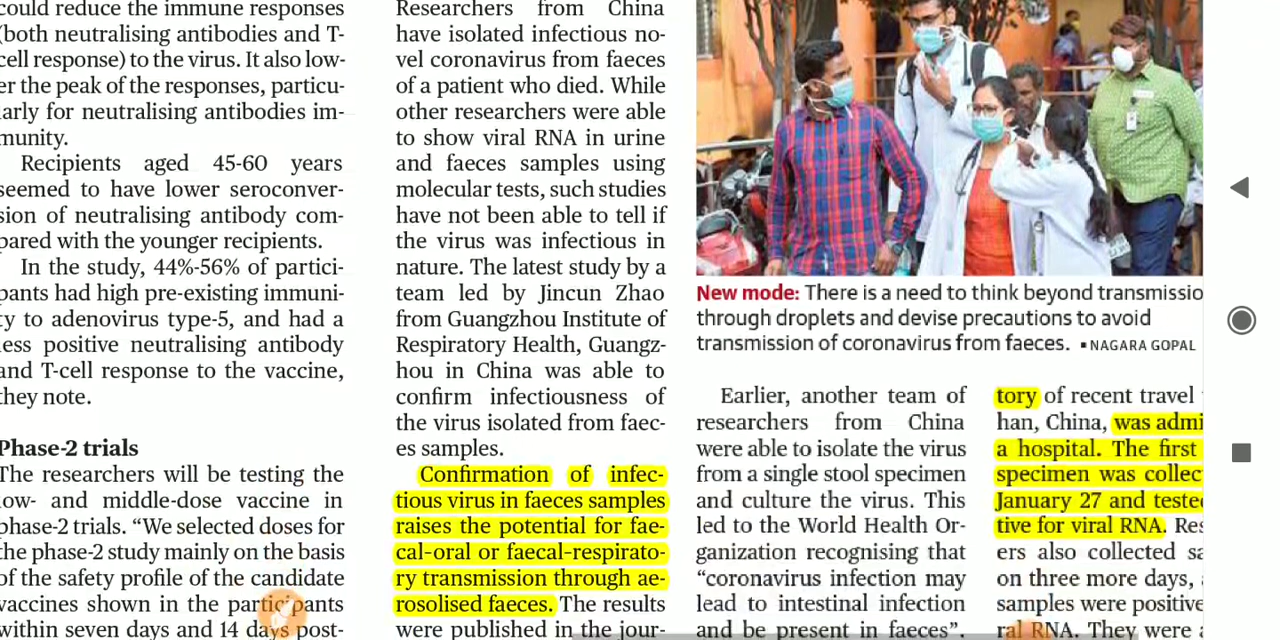 could reduce the immune responses
(both neutralising antibodies and T-
cell response) to the virus. It also low-
er the peak of the responses, particu-
larly for neutralising antibodies im-
munity.
Recipients aged 45-60 years
seemed to have lower seroconver-
sion of neutralising antibody com-
pared with the younger recipients.
In the study, 44%-56% of partici-
pants had high pre-existing immuni-
ty to adenovirus type-5, and had a
less positive neutralising antibody
and T-cell response to the vaccine,
they note.
Phase-2 trials
The researchers will be testing the
low- and middle-dose vaccine in
phase-2 trials. “We selected doses for
the phase-2 study mainly on the basis
of the safety profile of the candidate
vaccines shown in the participants
within seven days and 14 days post-
Researchers from China
have isolated infectious no-
vel coronavirus from faeces
of a patient who died. While
other researchers were able
to show viral RNA in urine
and faeces samples using
molecular tests, such studies
have not been able to tell if
the virus was infectious in
nature. The latest study by a
team led by Jincun Zhao
from Guangzhou Institute of
Respiratory Health, Guangz-
hou in China was able to
confirm infectiousness of
the virus isolated from faec-
es samples.
Confirmation of infec-
tious virus in faeces samples
raises the potential for fae-
cal-oral or faecal-respirato-
ry transmission through ae-
rosolised faeces. The results
were published in the jour-
New mode: There is a need to think beyond transmissio
through droplets and devise precautions to avoid
transmission of coronavirus from faeces. ▪ NAGARA GOPAL
Earlier, another team of
researchers from China
were able to isolate the virus
from a single stool specimen
and culture the virus. This
led to the World Health Or-
ganization recognising that
“coronavirus infection may
lead to intestinal infection
and be present in faeces”.
tory of recent travel
han, China, was admi
a hospital. The first
specimen was collec
January 27 and teste
tive for viral RNA. Res
ers also collected sa
on three more days,
samples were positive
ral RNA. They were